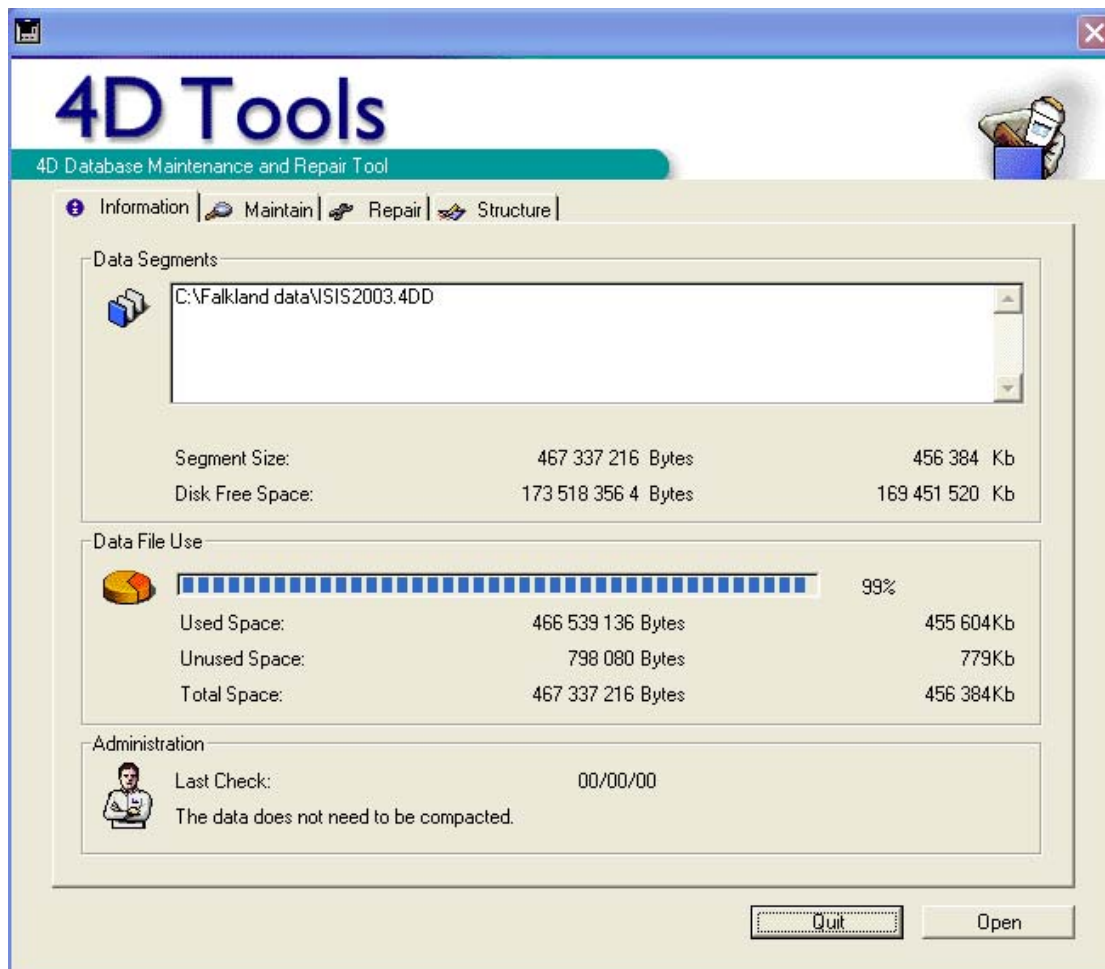 4D Tools
4D Database Maintenance and Repair Tool
Information Maintain Repair Structure
Data Segments
C:\Falkland data\ISIS2003.4DD
Segment Size: 467 337 216 Bytes 456 384 Kb
Disk Free Space: 173 518 356 4 Bytes 169 451 520 Kb
Data File Use
99%
Used Space: 466 539 136 Bytes 455 604Kb
Unused Space: 798 080 Bytes 779Kb
Total Space: 467 337 216 Bytes 456 384Kb
Administration
Last Check: 00/00/00
The data does not need to be compacted.
Quit Open